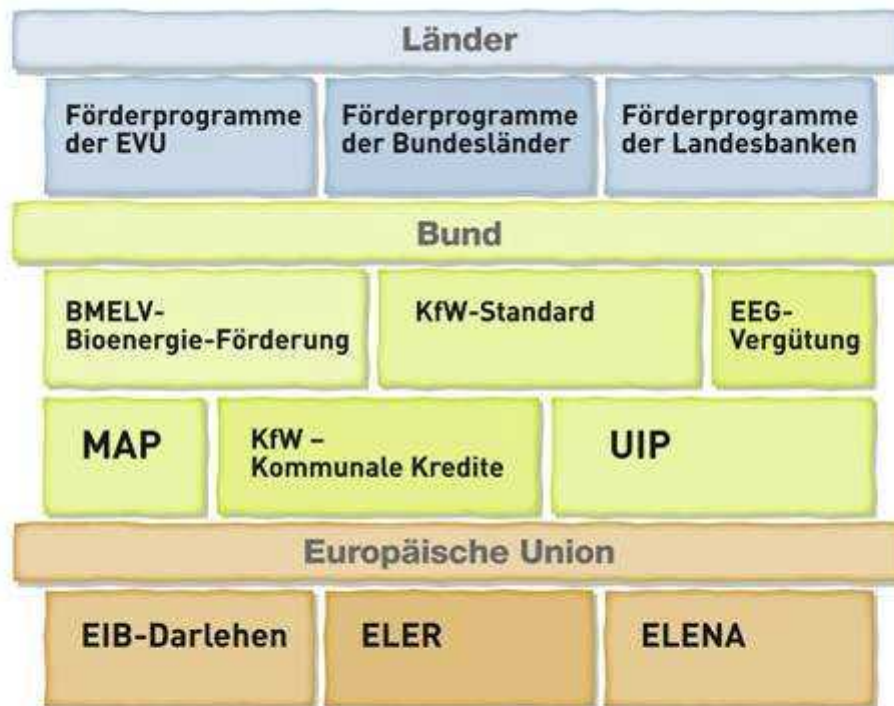 Länder
Förderprogramme
der EVU
Förderprogramme
der Bundesländer
Förderprogramme
der Landesbanken
Bund
BMELV-
Bioenergie-Förderung
KfW-Standard
EEG-
Vergütung
MAP
KfW –
Kommunale Kredite
UIP
Europäische Union
EIB-Darlehen
ELER
ELENA